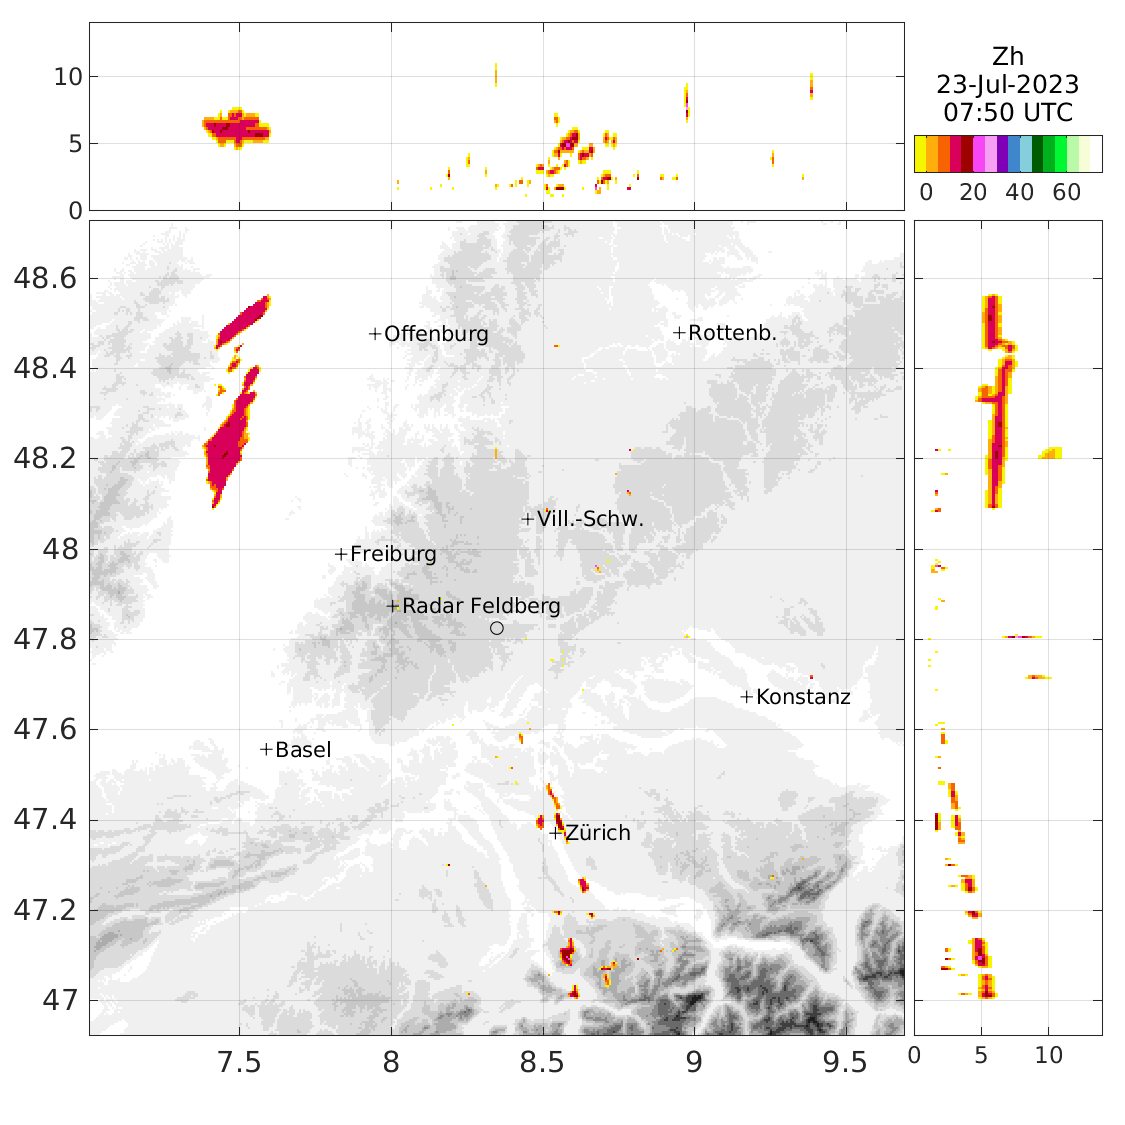 10
5
0
Zh
23-Jul-2023
07:50 UTC
0 20 40 60
48.6
48.4
48.2
48
47.8
47.6
47.4
47.2
47
Offenburg
Rottenb.
Vill.-Schw.
Freiburg
Radar Feldberg
Konstanz
Basel
Zürich
7.5 8 8.5 9 9.5
0 5 10